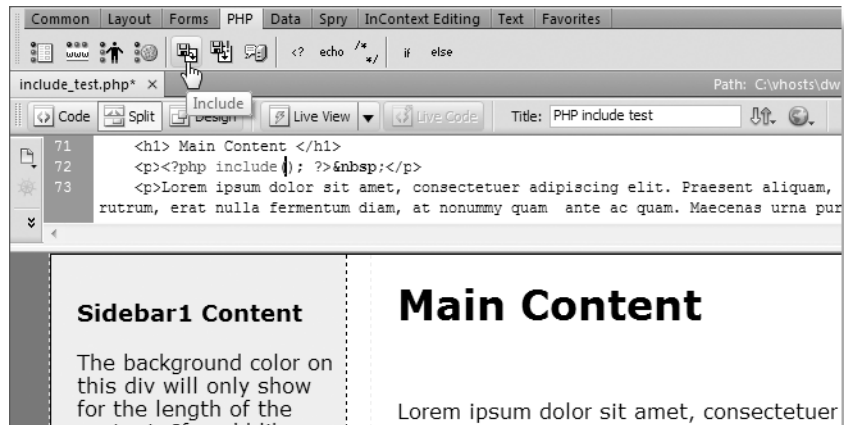 Common Layout Forms PHP Data Spry InContext Editing Text Favorites
<? echo /* */ if else
include_test.php* × Path: C:\vhosts\dw
Include
Code Split Design Live View Live Code Title: PHP include test
71 <h1> Main Content </h1>
72 <p><?php include(); ?>&nbsp;</p>
73 <p>Lorem ipsum dolor sit amet, consectetuer adipiscing elit. Praesent aliquam,
rutrum, erat nulla fermentum diam, at nonummy quam ante ac quam. Maecenas urna pur
Sidebar1 Content
The background color on
this div will only show
for the length of the
Main Content
Lorem ipsum dolor sit amet, consectetuer